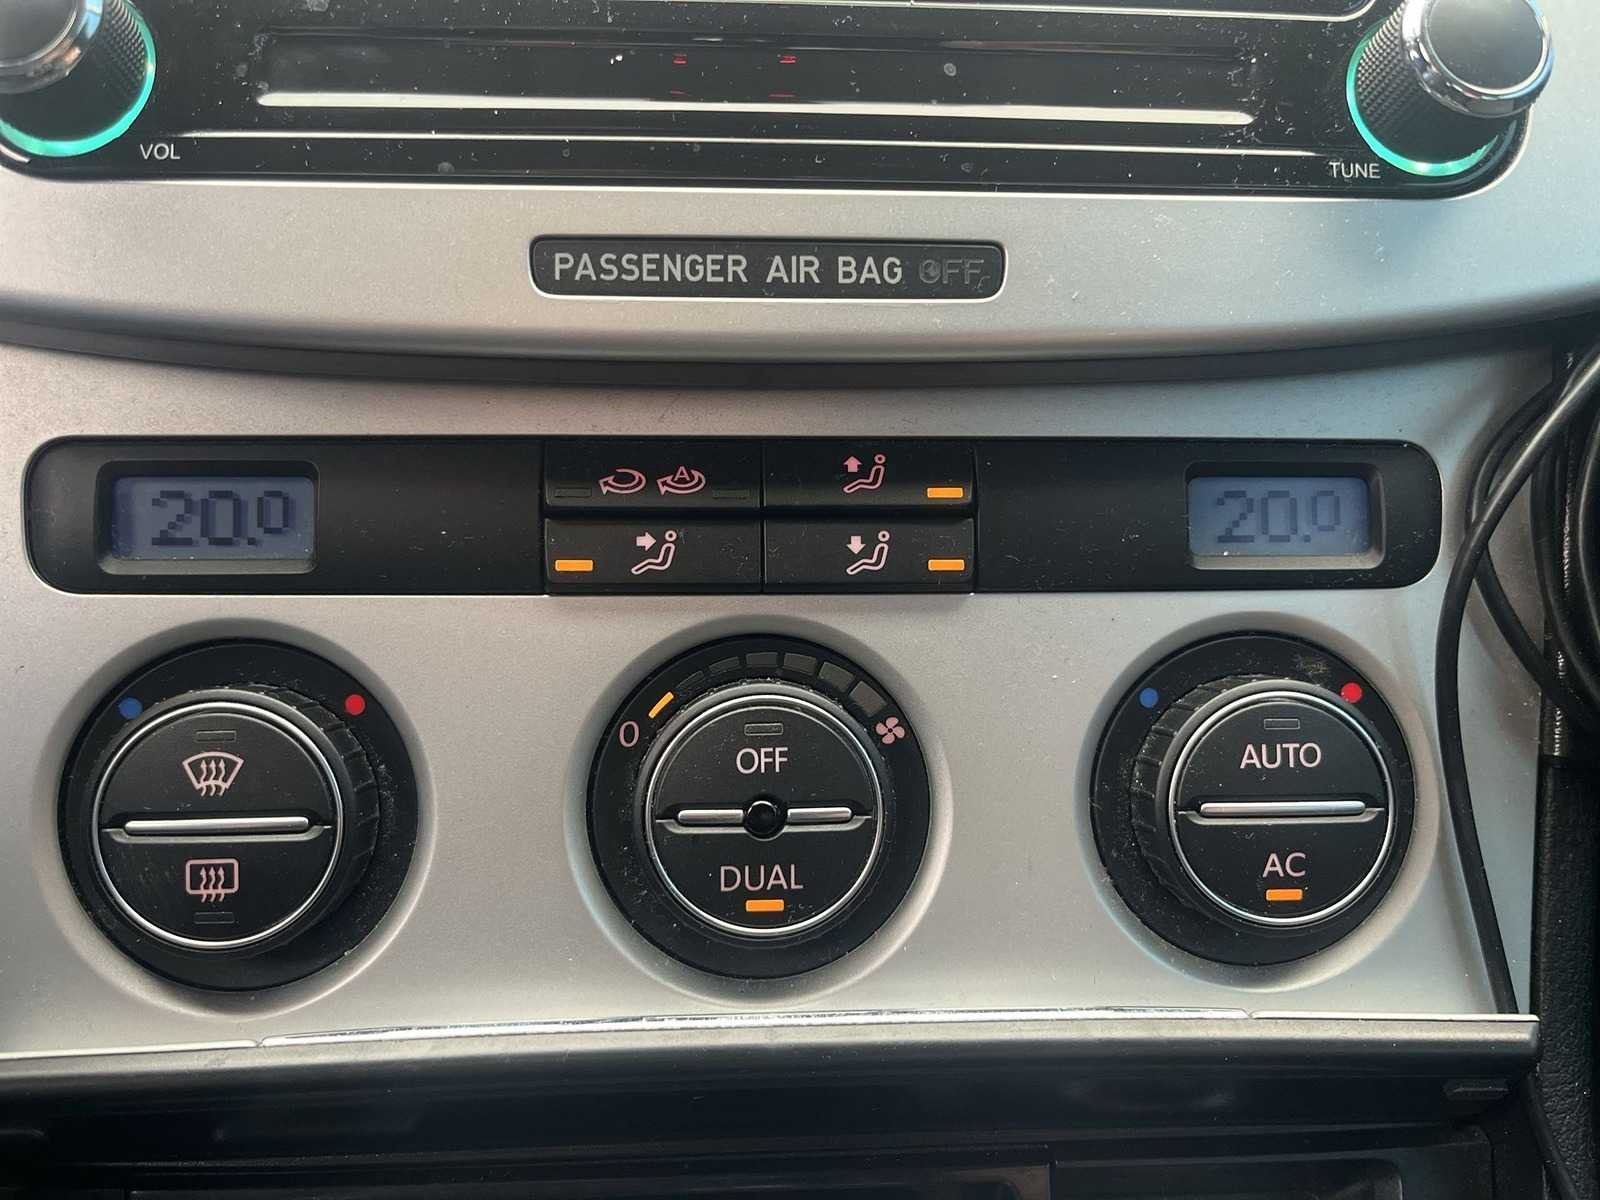 VOL
TUNE
PASSENGER AIR BAG OFF
20.0
20.0
A
0
OFF
DUAL
AUTO
AC